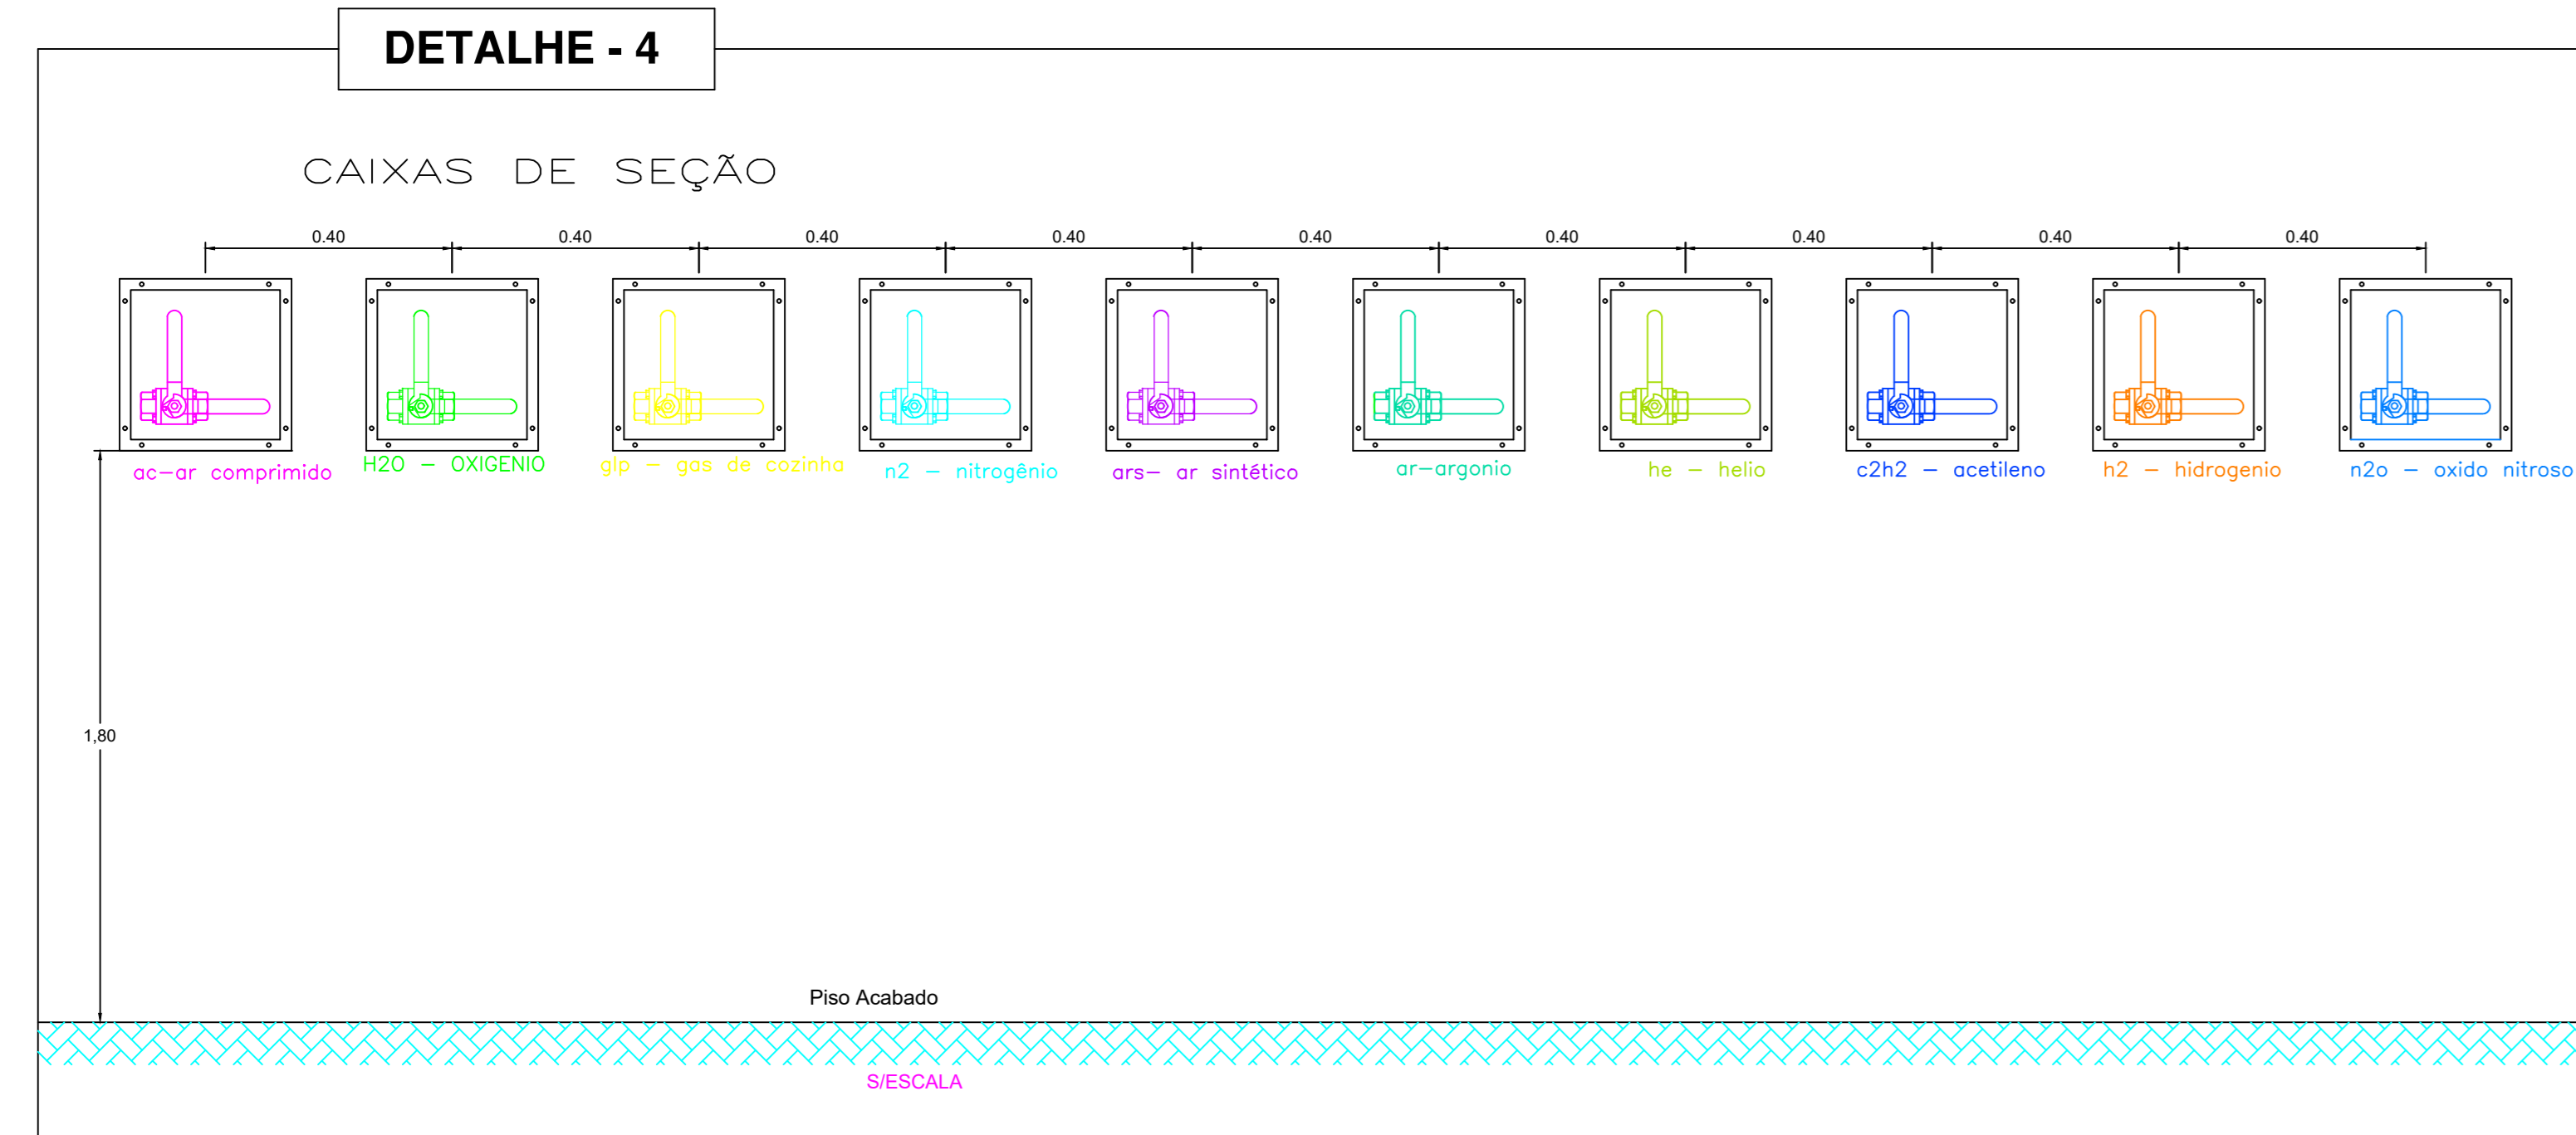 DETALHE - 4
CAIXAS DE SEÇÃO
0.40 0.40 0.40 0.40 0.40 0.40 0.40 0.40 0.40
ac-ar comprimido
H2O - OXIGENIO
glp - gas de cozinha
n2 - nitrogênio
ars- ar sintético
ar-argonio
he - helio
c2h2 - acetileno
h2 - hidrogenio
n2o - oxido nitroso
1,80
Piso Acabado
S/ESCALA